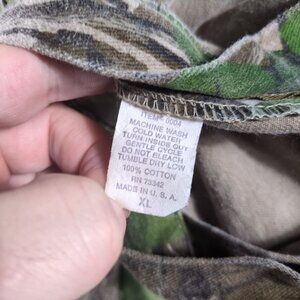 ITEM 0004
MACHINE WASH
COLD WATER
TURN INSIDE OUT
GENTLE CYCLE
DO NOT BLEACH
TUMBLE DRY LOW
100% COTTON
RN 73342
MADE IN U.S.A.
XL